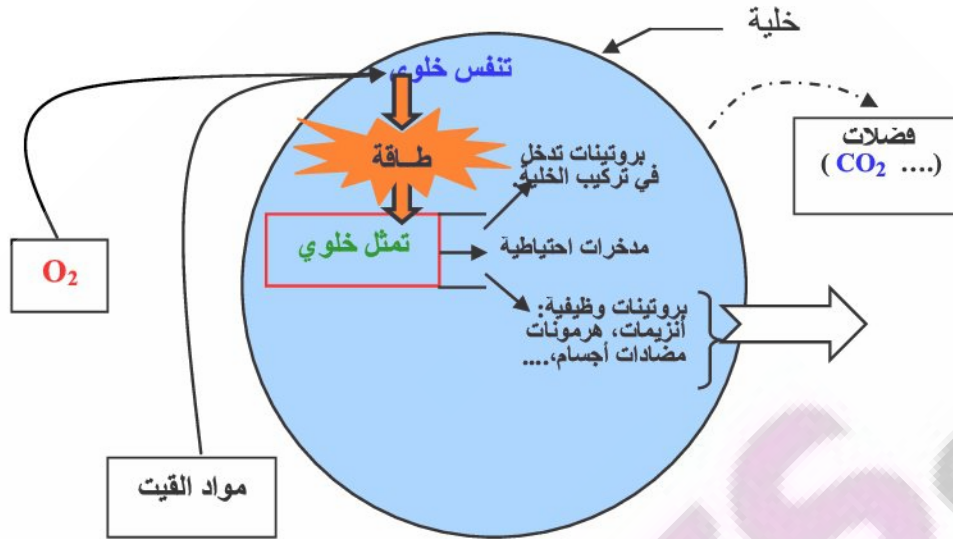 خلية
تنفس خلوي
فضلات
( CO₂ ....)
طـاقة
بروتينات تدخل
في تركيب الخلية.
تمثل خلوي
مدخرات احتياطية
O₂
بروتينات وظيفية:
أنزيمات، هرمونات
مضادات أجسام،....
مواد القيت